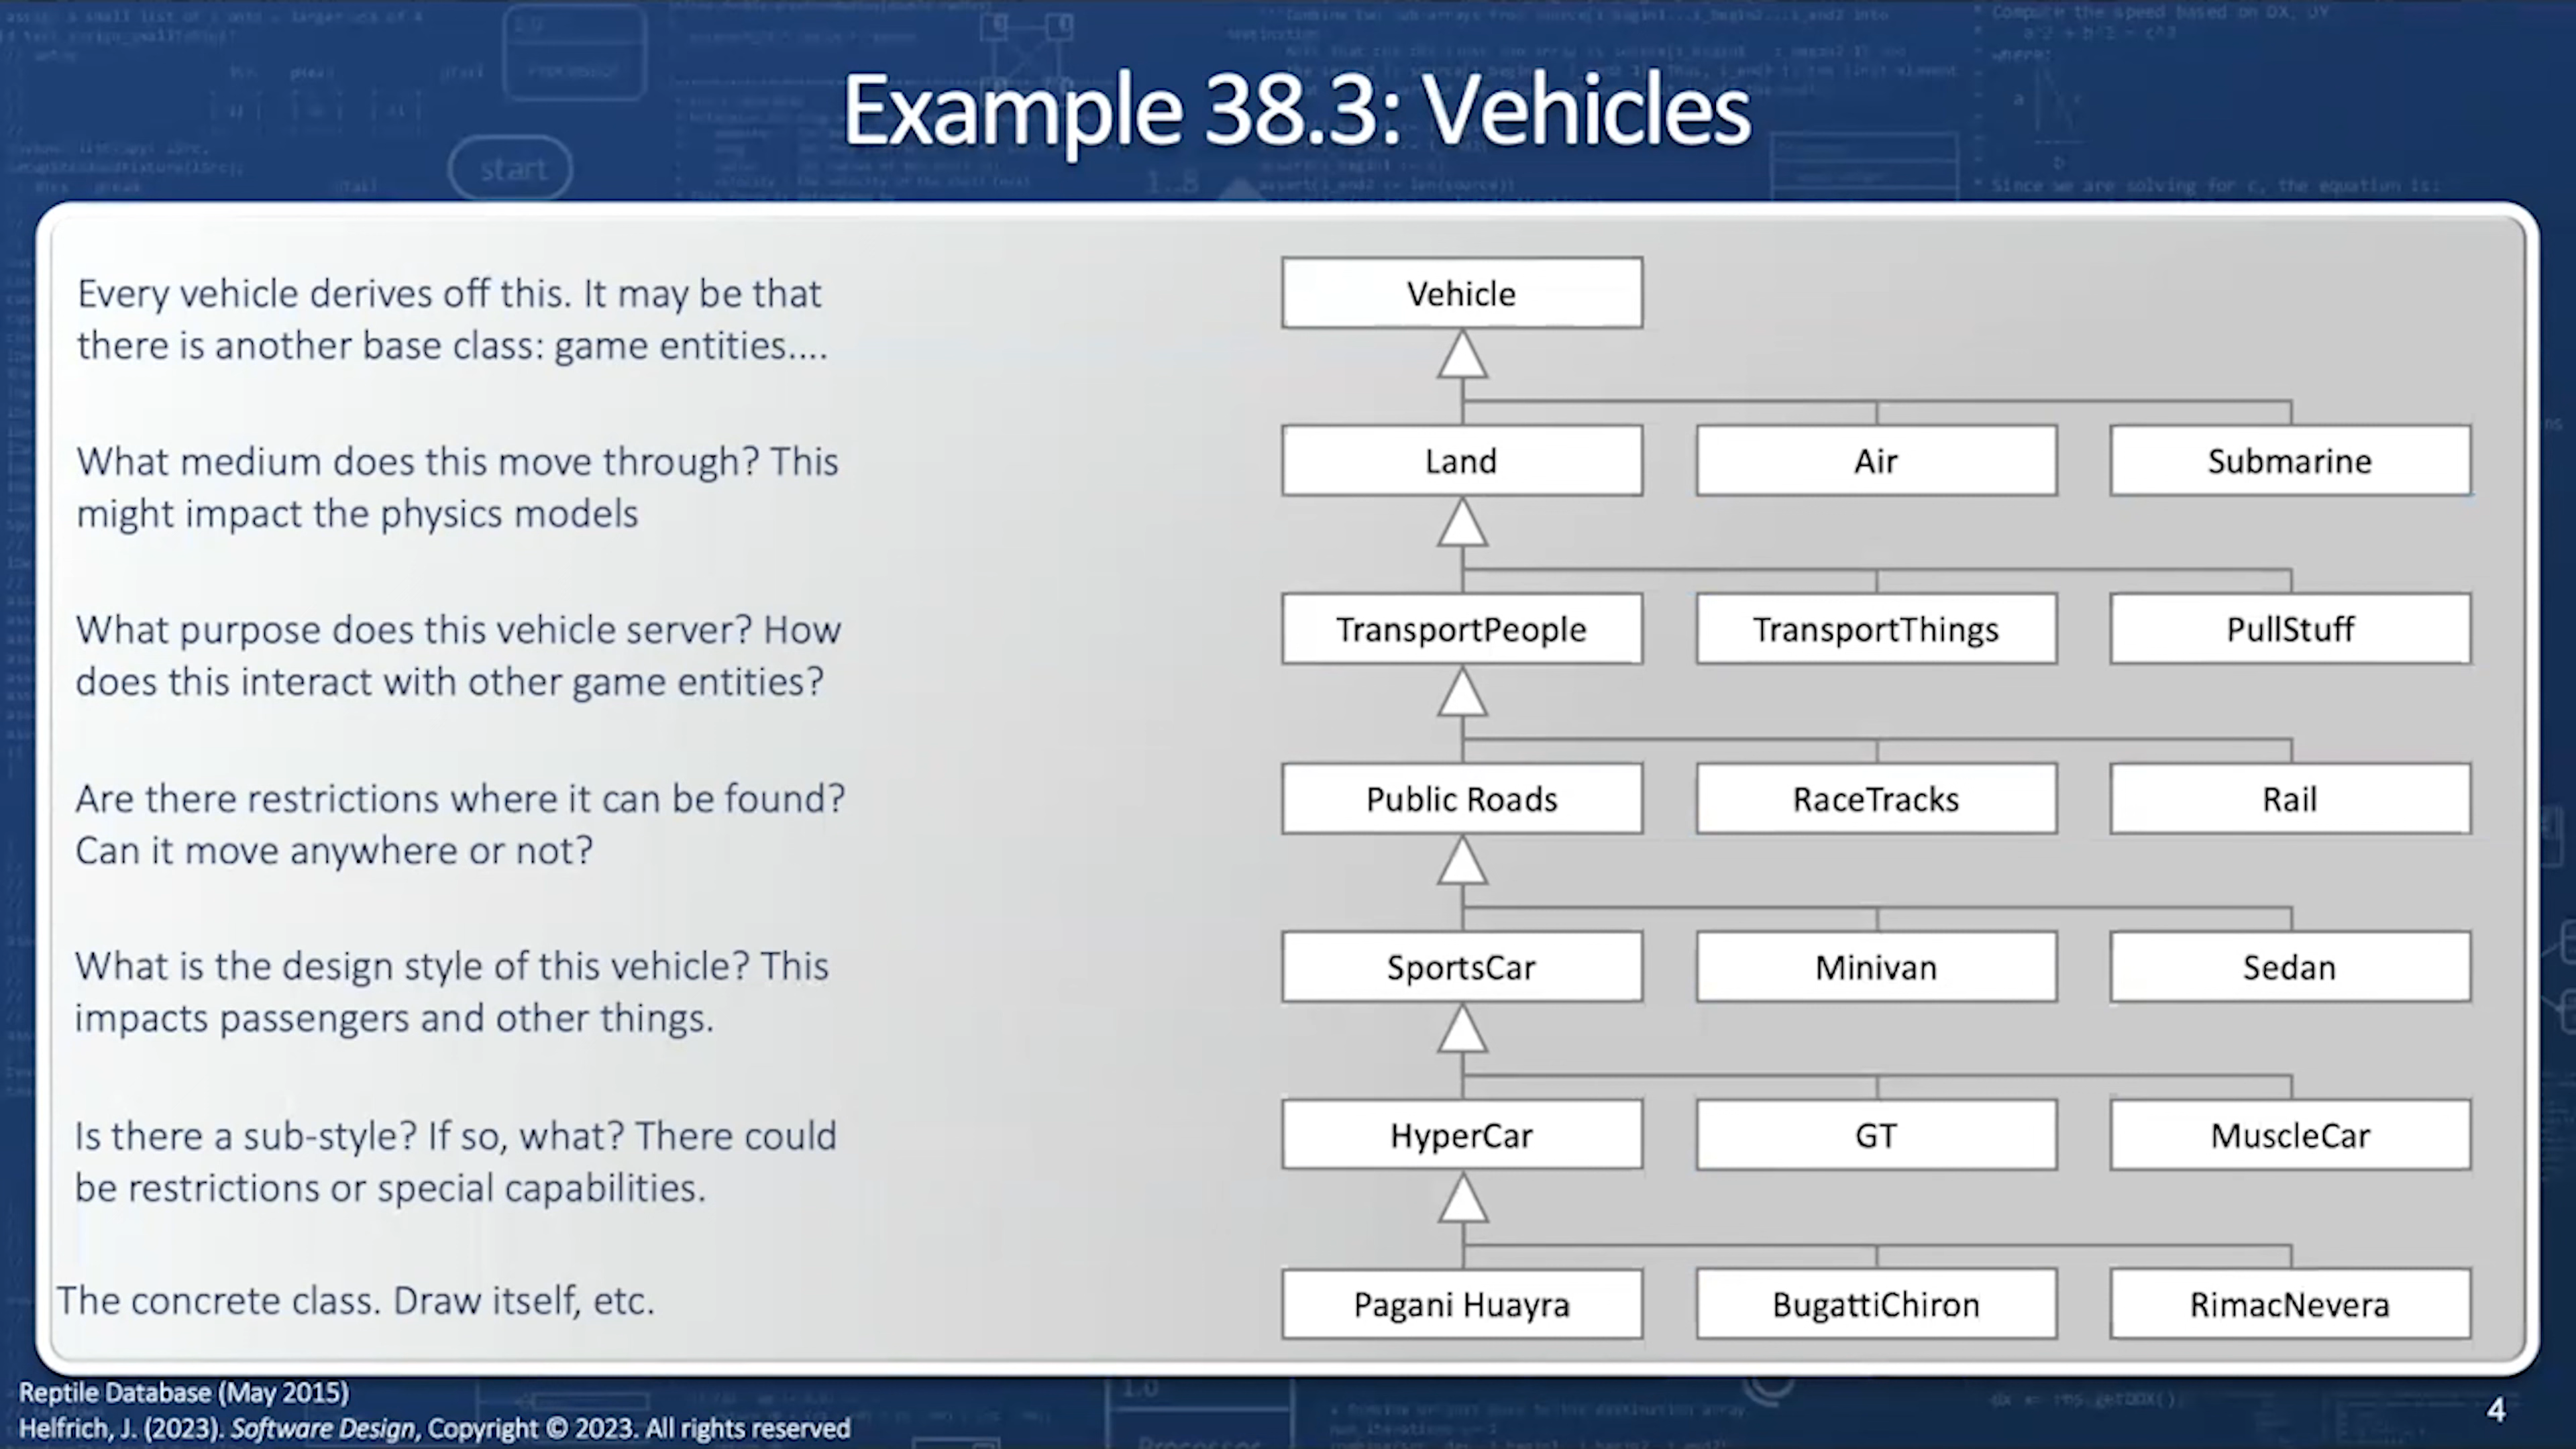 Example 38.3: Vehicles
start
Every vehicle derives off this. It may be that
there is another base class: game entities....
What medium does this move through? This
might impact the physics models
What purpose does this vehicle server? How
does this interact with other game entities?
Are there restrictions where it can be found?
Can it move anywhere or not?
What is the design style of this vehicle? This
impacts passengers and other things.
Is there a sub-style? If so, what? There could
be restrictions or special capabilities.
The concrete class. Draw itself, etc.
Vehicle
Land Air Submarine
TransportPeople TransportThings PullStuff
Public Roads RaceTracks Rail
SportsCar Minivan Sedan
HyperCar GT MuscleCar
Pagani Huayra BugattiChiron RimacNevera
Reptile Database (May 2015)
Helfrich, J. (2023). Software Design, Copyright © 2023. All rights reserved
4